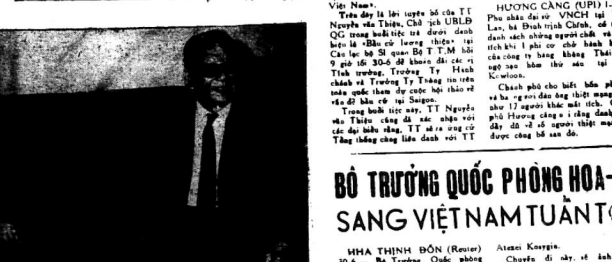 Việt Nam».
Trên đây là lời tuyên bố của TT
Nguyễn văn Thiệu, Chủ tịch UBLĐ
QG trong buổi tiệc trà dưới danh
hiệu là «Bầu cử lương thiện» tại
Câu lạc bộ Sĩ quan Bộ T.T.M hồi
9 giờ tối 30-6 để khoản đãi các vị
Tỉnh trưởng, Trưởng Ty Hành
chánh và Trưởng Ty Thông tin trên
toàn quốc tham dự cuộc hội thảo về
vấn đề bầu cử tại Saigon.
Trong buổi tiệc này, TT Nguyễn
văn Thiệu cũng đã xác nhận với
các đại biểu rằng, TT sẽ ra ứng cử
Tổng thống chung liên danh với TT
HƯƠNG CẢNG (UPI) 1-
Phu nhân đại sứ VNCH tại
Lan, bà Đinh trịnh Chính, có
danh sách những người chết và
tích khi 1 phi cơ chở hành
của công ty hàng không Thái
ngộ nạn hôm thứ sáu tại
Kowloon.
Chánh phủ cho biết bốn
và ba người đàn ông thiệt mạng
như 12 người khác mất tích.
phủ Hương cảng nói rằng danh
đầy đủ về số người thiệt mạng
được công bố sau đó.
BỘ TRƯỞNG QUỐC PHÒNG HOA-
SANG VIỆTNAM TUẦN T
HHA THỊNH ĐỐN (Reuter)
30-6 Bộ Trưởng Quốc phòng
Alexei Kosygin.
Chuyến đi này, sẽ